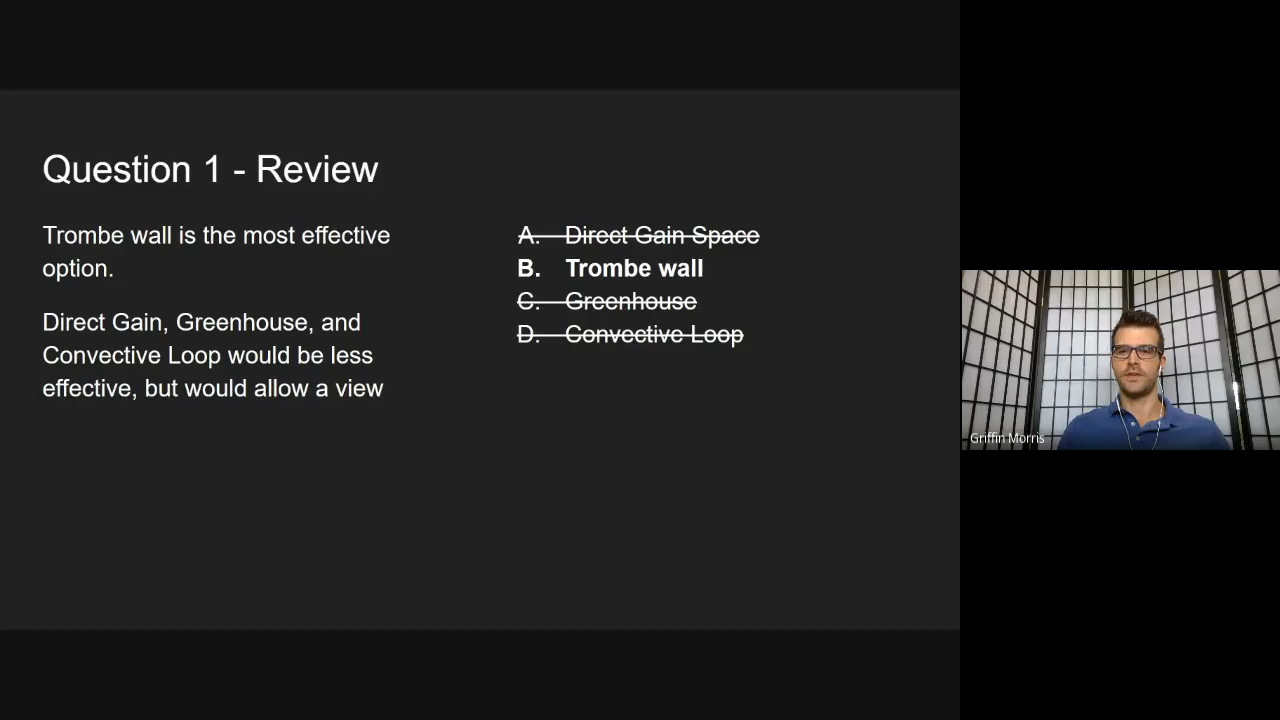 Question 1 - Review
Trombe wall is the most effective
option.
Direct Gain, Greenhouse, and
Convective Loop would be less
effective, but would allow a view
A. Direct Gain Space
B. Trombe wall
C. Greenhouse
D. Convective Loop
Griffin Morris